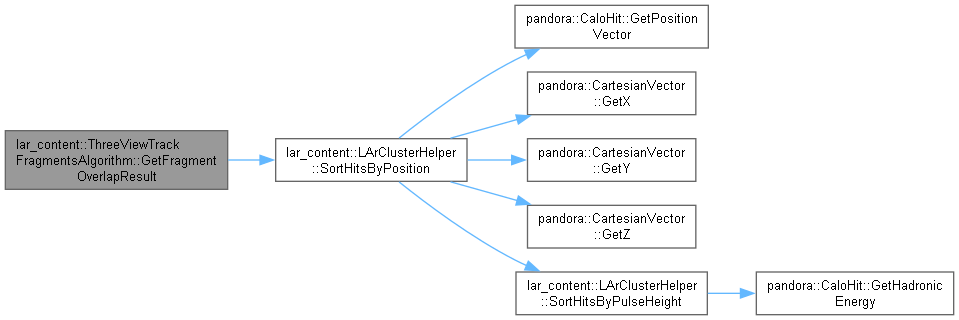 lar_content::ThreeViewTrack
FragmentsAlgorithm::GetFragment
OverlapResult
lar_content::LArClusterHelper
::SortHitsByPosition
pandora::CaloHit::GetPosition
Vector
pandora::CartesianVector
::GetX
pandora::CartesianVector
::GetY
pandora::CartesianVector
::GetZ
lar_content::LArClusterHelper
::SortHitsByPulseHeight
pandora::CaloHit::GetHadronic
Energy